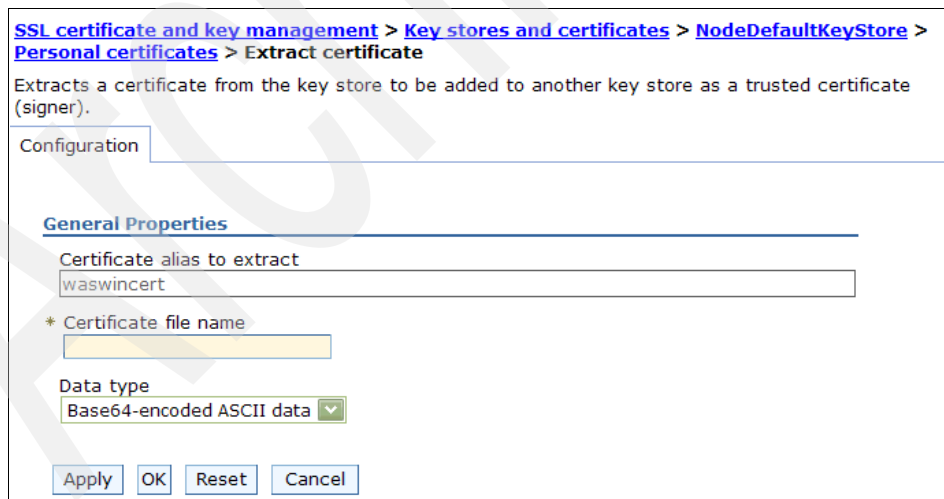 SSL certificate and key management > Key stores and certificates > NodeDefaultKeyStore >
Personal certificates > Extract certificate
Extracts a certificate from the key store to be added to another key store as a trusted certificate
(signer).
Configuration
General Properties
Certificate alias to extract
waswincert
* Certificate file name
Data type
Base64-encoded ASCII data
Apply OK Reset Cancel